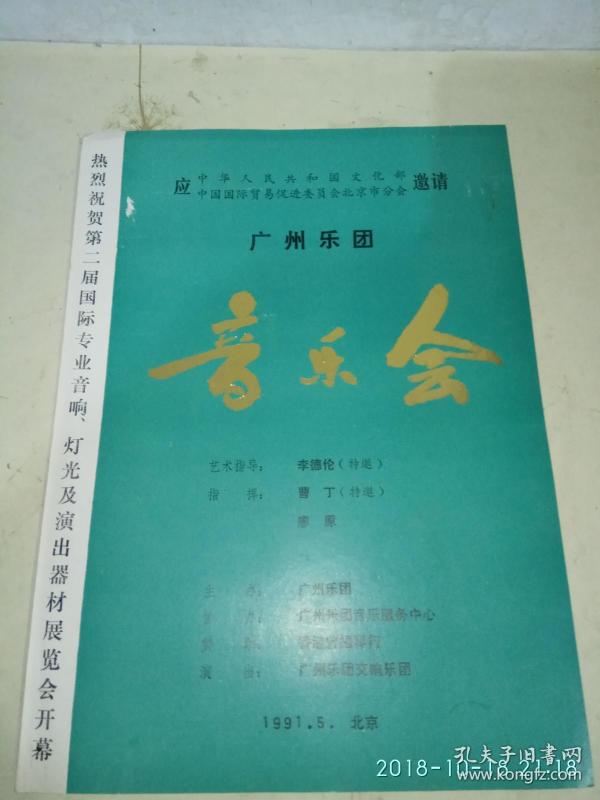 热烈祝贺第二届国际专业音响、灯光及演出器材展览会开幕
应 中华人民共和国文化部 邀请
中国国际贸易促进委员会北京市分会
广州乐团
音乐会
艺术指导：李德伦（特邀）
指 挥：曹 丁（特邀）
廖 原
主 办：广州乐团
协 办：广州乐团音乐服务中心
演 出：广州乐团交响乐团
1991.5. 北京
2018-10-18 21:18
孔夫子旧书网
www.kongfz.com